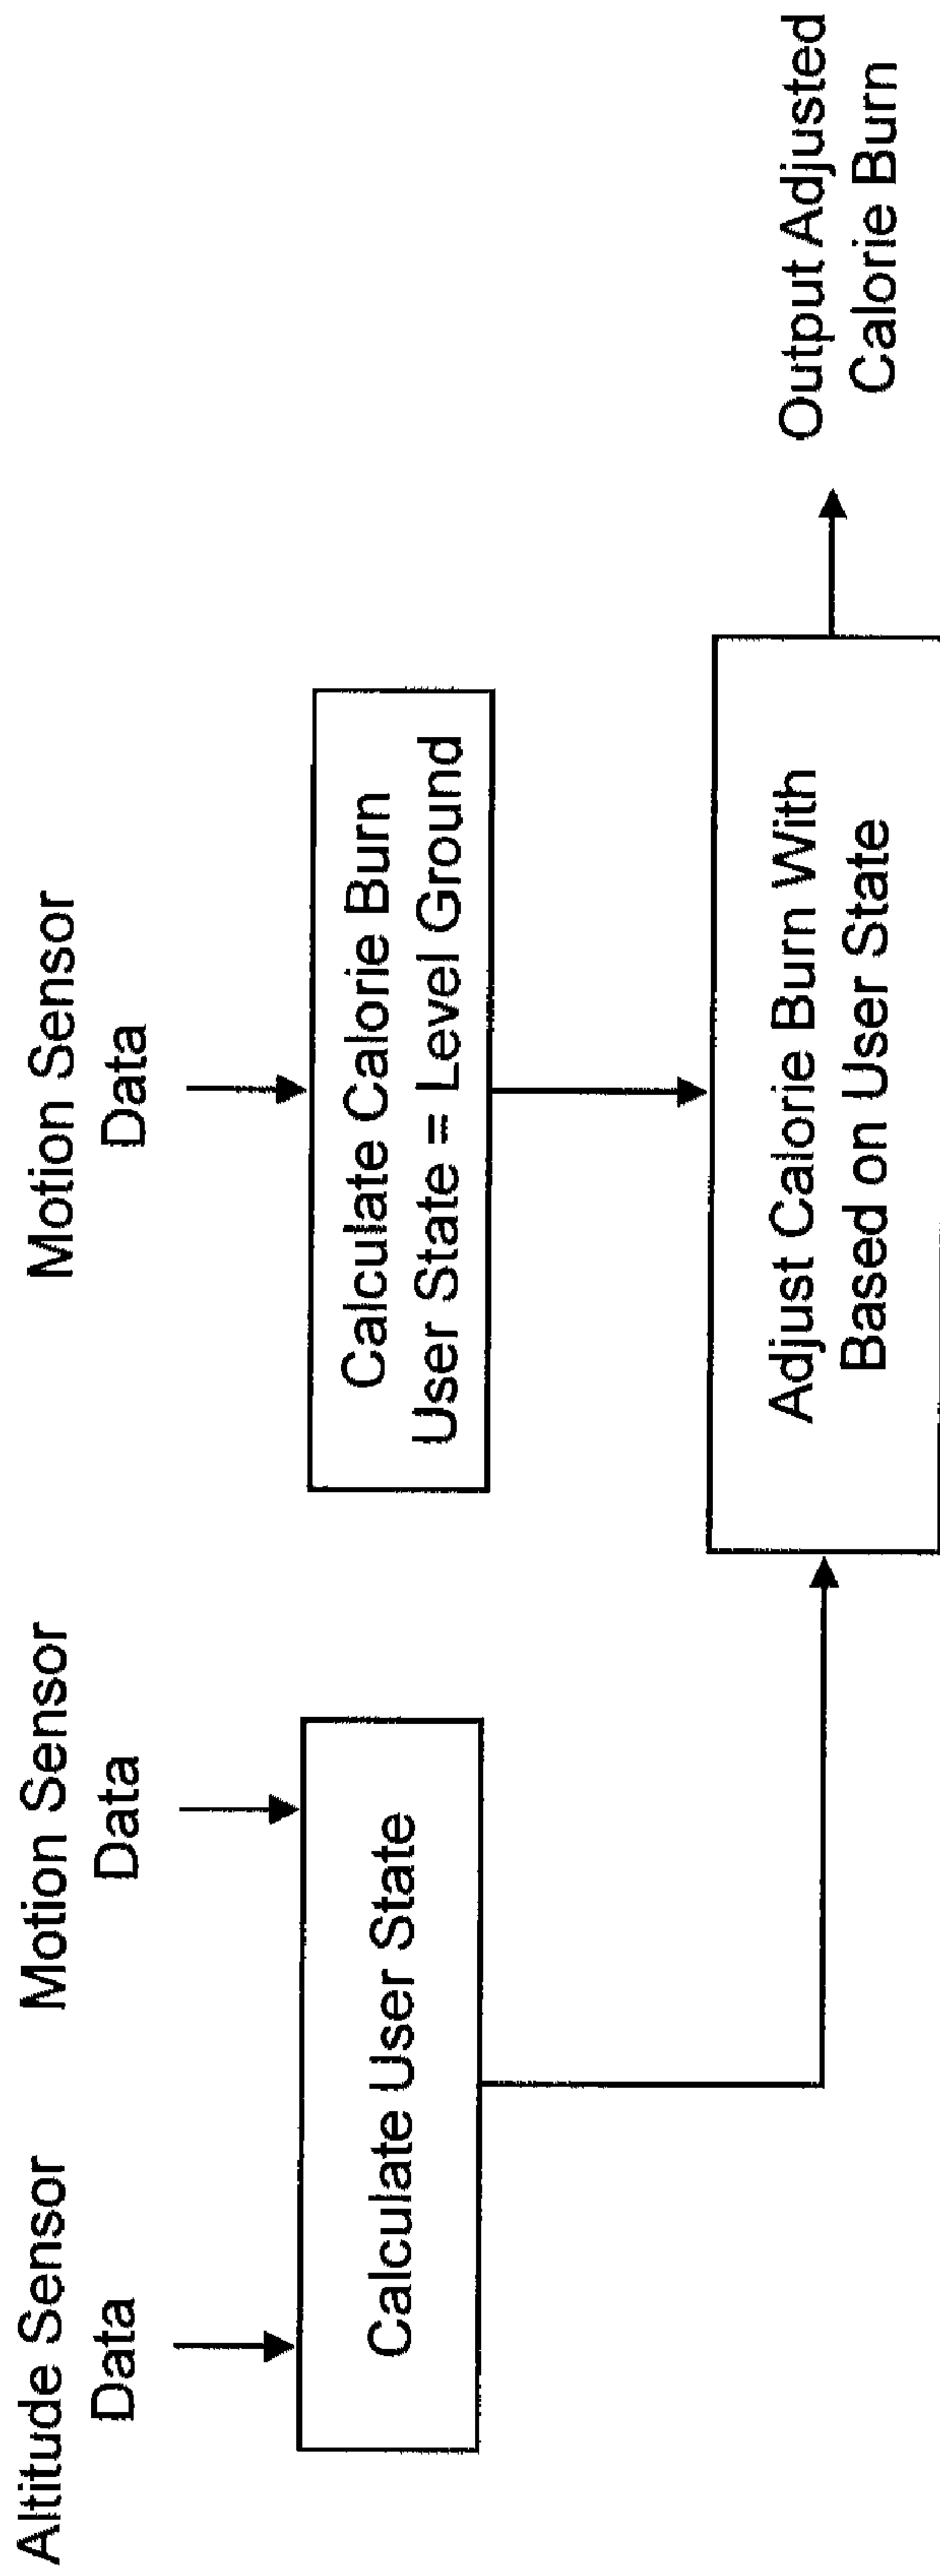 Altitude Sensor
Data
Motion Sensor
Data
Motion Sensor
Data
Calculate User State
Calculate Calorie Burn
User State = Level Ground
Adjust Calorie Burn With
Based on User State
Output Adjusted
Calorie Burn